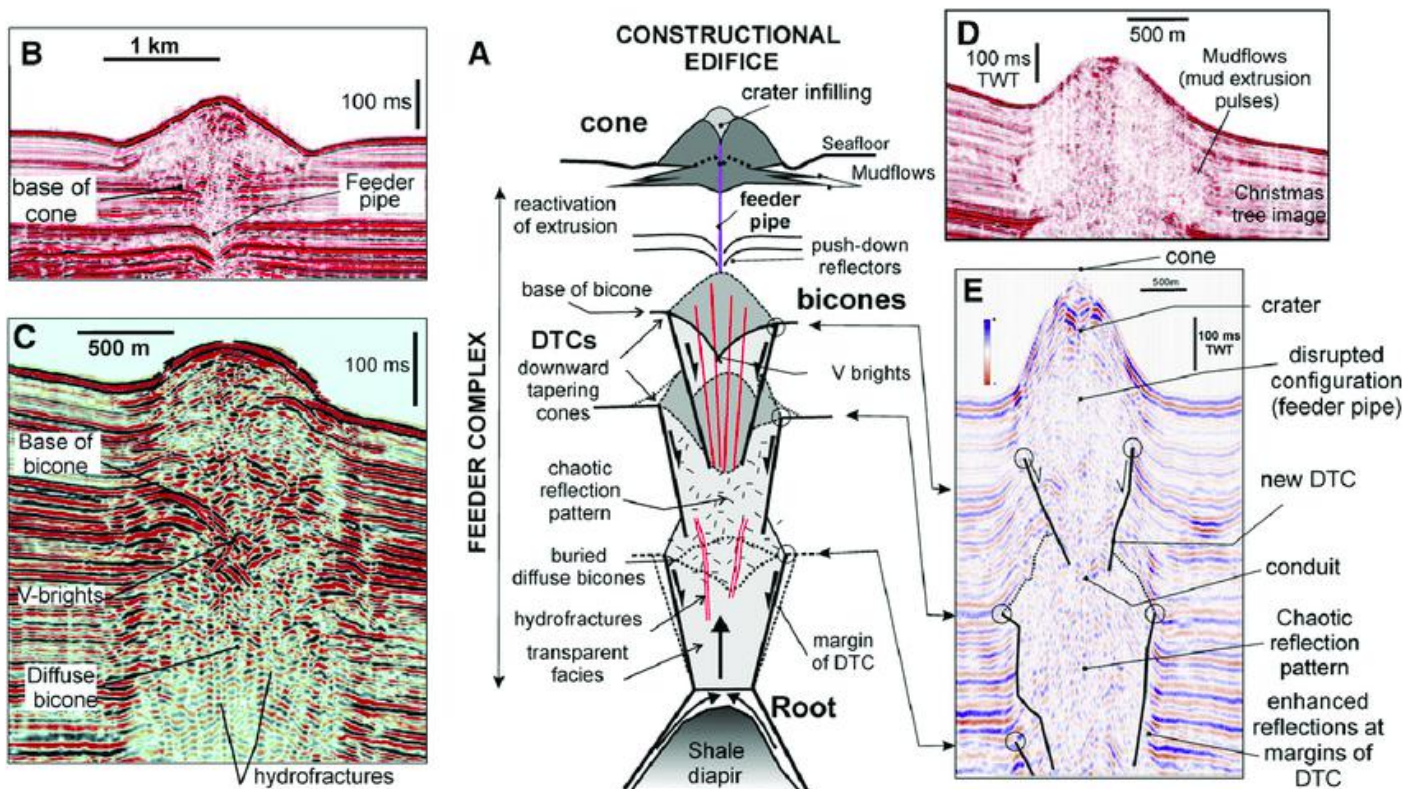 B
1 km
100 ms
base of
cone
Feeder
pipe
C
500 m
100 ms
Base of
bicone
V-brights
Diffuse
bicone
hydrofractures
A
CONSTRUCTIONAL
EDIFICE
crater infilling
cone
Seafloor
Mudflows
reactivation
of extrusion
feeder
pipe
push-down
reflectors
base of bicone
bicones
DTCs
downward
tapering
cones
V brights
FEEDER COMPLEX
chaotic
reflection
pattern
buried
diffuse bicones
hydrofractures
transparent
facies
margin
of DTC
Root
Shale
diapir
D
500 m
100 ms
TWT
Mudflows
(mud extrusion
pulses)
Christmas
tree image
E
cone
500m
crater
100 ms
TWT
disrupted
configuration
(feeder pipe)
new DTC
conduit
Chaotic
reflection
pattern
enhanced
reflections at
margins of
DTC